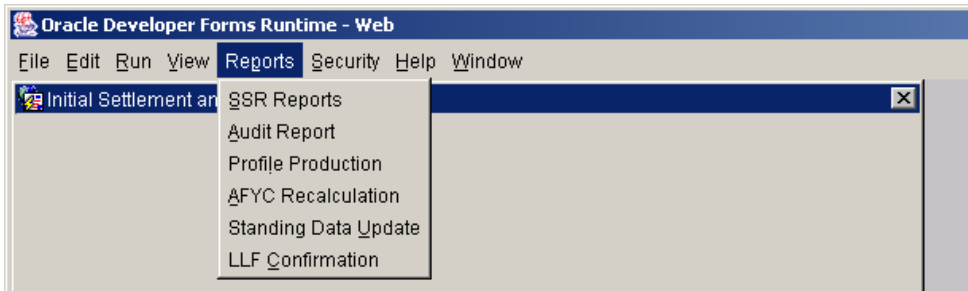 Oracle Developer Forms Runtime - Web
File Edit Run View Reports Security Help Window
Initial Settlement an
SSR Reports
Audit Report
Profile Production
AFYC Recalculation
Standing Data Update
LLF Confirmation